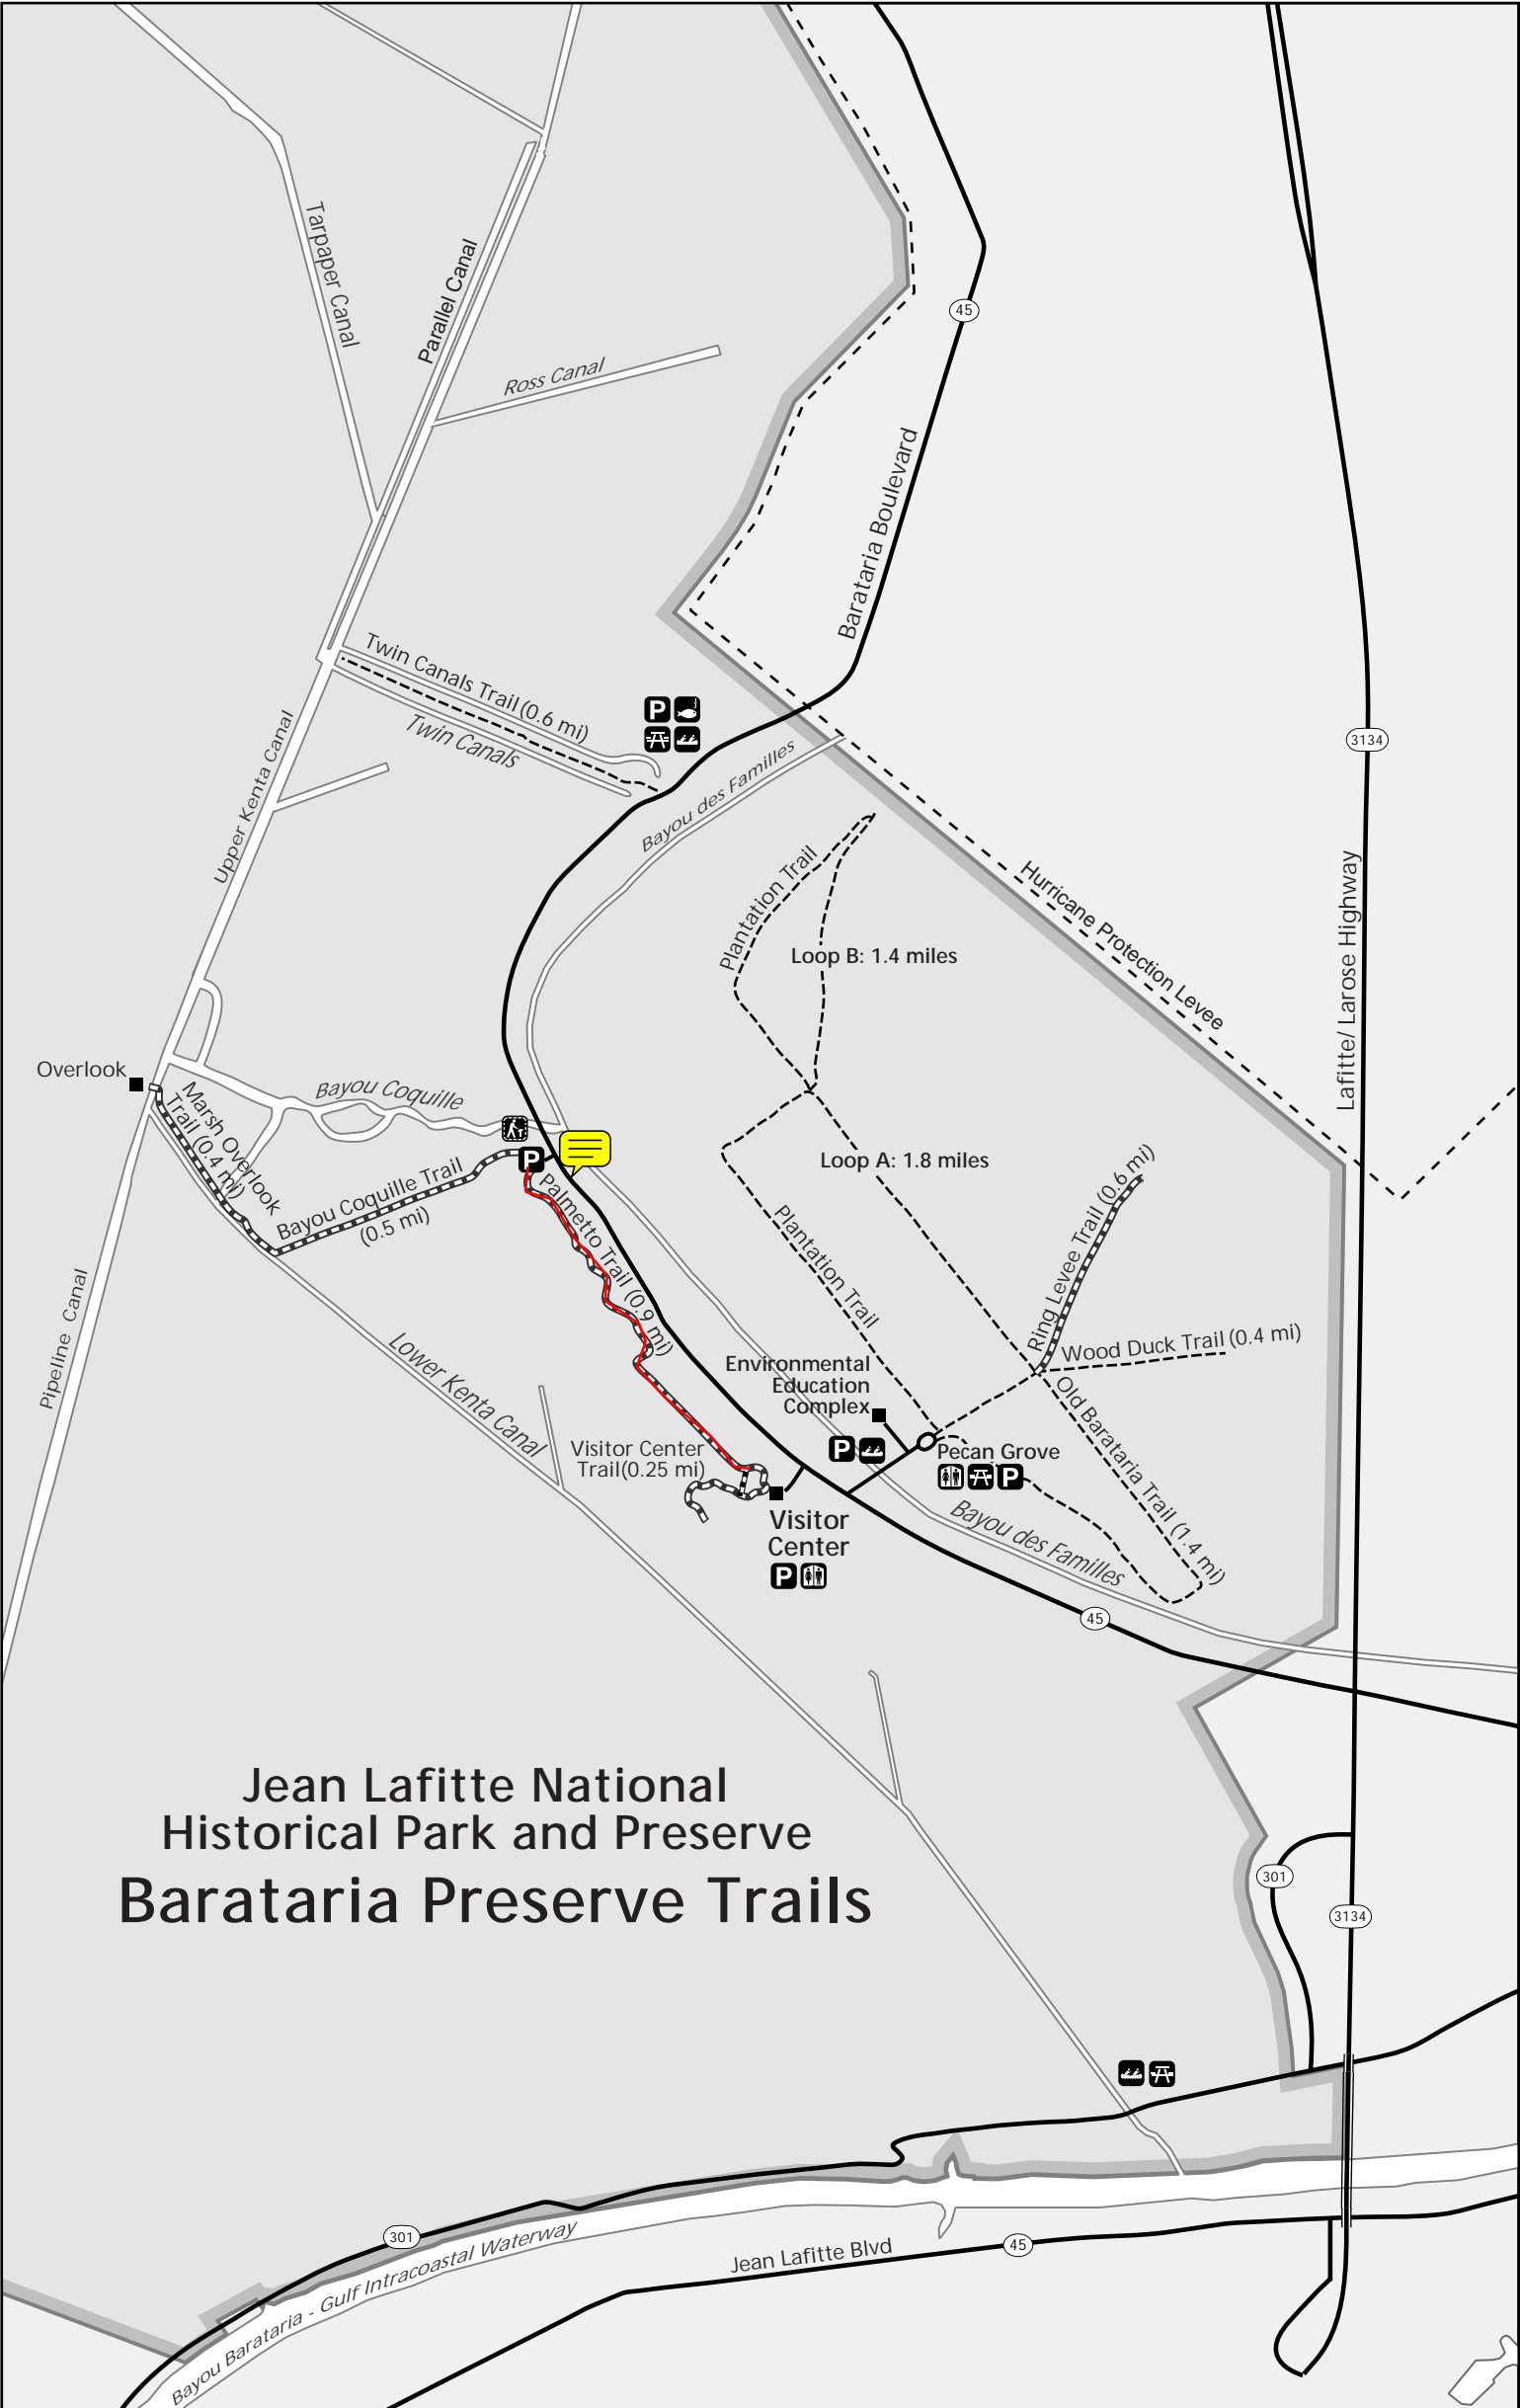 Tarpaper Canal
Parallel Canal
Ross Canal
45
Barataria Boulevard
Twin Canals Trail (0.6 mi)
Twin Canals
P
3134
Upper Kenta Canal
Bayou des Familles
Plantation Trail
Loop B: 1.4 miles
Hurricane Protection Levee
Lafitte/ Larose Highway
Overlook
Marsh Overlook
Trail (0.4 mi)
Bayou Coquille
P
Bayou Coquille Trail
(0.5 mi)
Palmetto Trail (0.9 mi)
Loop A: 1.8 miles
Plantation Trail
Ring Levee Trail (0.6 mi)
Wood Duck Trail (0.4 mi)
Pipeline Canal
Lower Kenta Canal
Environmental
Education
Complex
P
Old Barataria Trail (1.4 mi)
Pecan Grove
P
Visitor Center
Trail(0.25 mi)
Visitor
Center
P
Bayou des Familles
45
Jean Lafitte National
Historical Park and Preserve
Barataria Preserve Trails
301
3134
301
Bayou Barataria - Gulf Intracoastal Waterway
Jean Lafitte Blvd
45